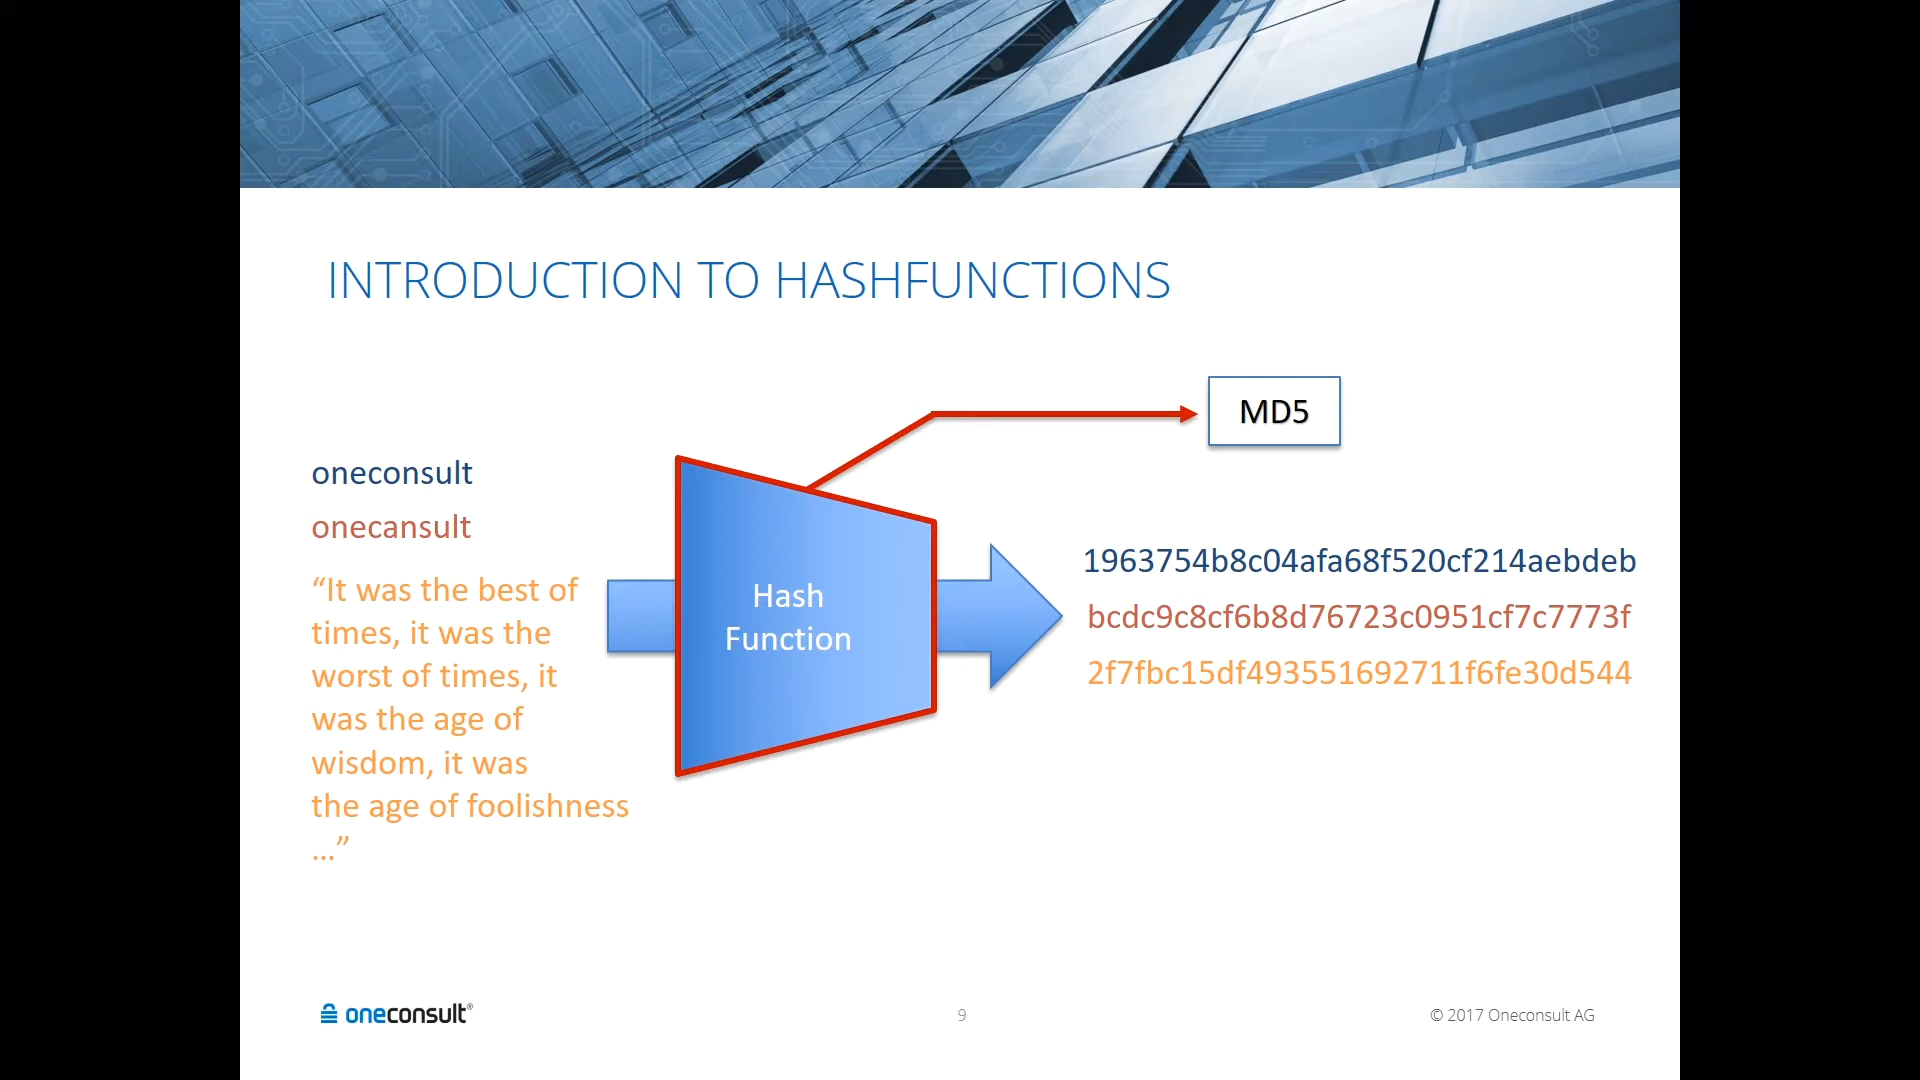 INTRODUCTION TO HASHFUNCTIONS
MD5
oneconsult
onecansult
“It was the best of
times, it was the
worst of times, it
was the age of
wisdom, it was
the age of foolishness
…”
Hash
Function
1963754b8c04afa68f520cf214aebdeb
bcdc9c8cf6b8d76723c0951cf7c7773f
2f7fbc15df493551692711f6fe30d544
oneconsult®
9
© 2017 Oneconsult AG